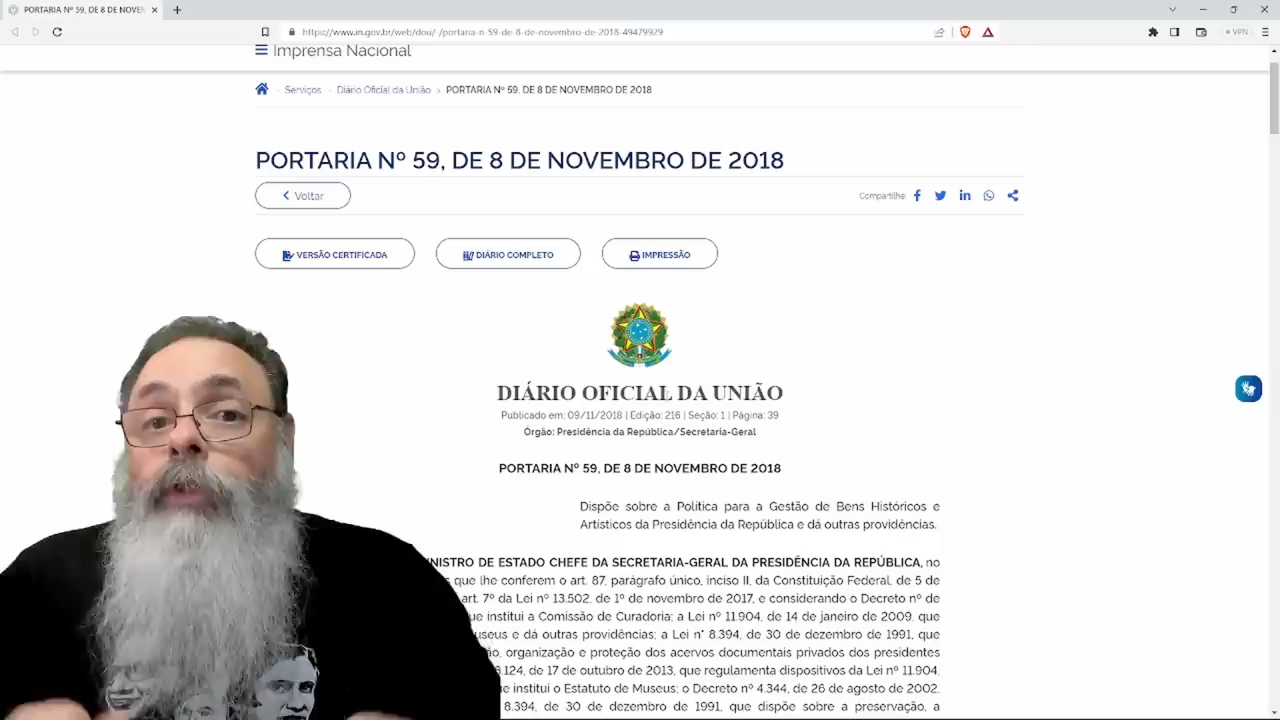 PORTARIA Nº 59, DE 8 DE NOVEM
https://www.in.gov.br/web/dou/-/portaria-n-59-de-8-de-novembro-de-2018-49479929
VPN
Imprensa Nacional
Serviços Diário Oficial da União > PORTARIA Nº 59, DE 8 DE NOVEMBRO DE 2018
PORTARIA Nº 59, DE 8 DE NOVEMBRO DE 2018
Voltar
Compartilhe:
VERSÃO CERTIFICADA DIÁRIO COMPLETO IMPRESSÃO
DIÁRIO OFICIAL DA UNIÃO
Publicado em: 09/11/2018 | Edição: 216 | Seção: 1 | Página: 39
Órgão: Presidência da República/Secretaria-Geral
PORTARIA Nº 59, DE 8 DE NOVEMBRO DE 2018
Dispõe sobre a Política para a Gestão de Bens Históricos e
Artísticos da Presidência da República e dá outras providências.
NISTRO DE ESTADO CHEFE DA SECRETARIA-GERAL DA PRESIDÊNCIA DA REPÚBLICA, no
que lhe conferem o art. 87, parágrafo único, inciso II, da Constituição Federal, de 5 de
art. 7º da Lei nº 13.502, de 1º de novembro de 2017, e considerando o Decreto nº de
que institui a Comissão de Curadoria; a Lei nº 11.904, de 14 de janeiro de 2009, que
useus e dá outras providências; a Lei n° 8.394, de 30 de dezembro de 1991, que
organização e proteção dos acervos documentais privados dos presidentes
8.124, de 17 de outubro de 2013, que regulamenta dispositivos da Lei nº 11.904,
e institui o Estatuto de Museus; o Decreto nº 4.344, de 26 de agosto de 2002,
8.394, de 30 de dezembro de 1991, que dispõe sobre a preservação, a